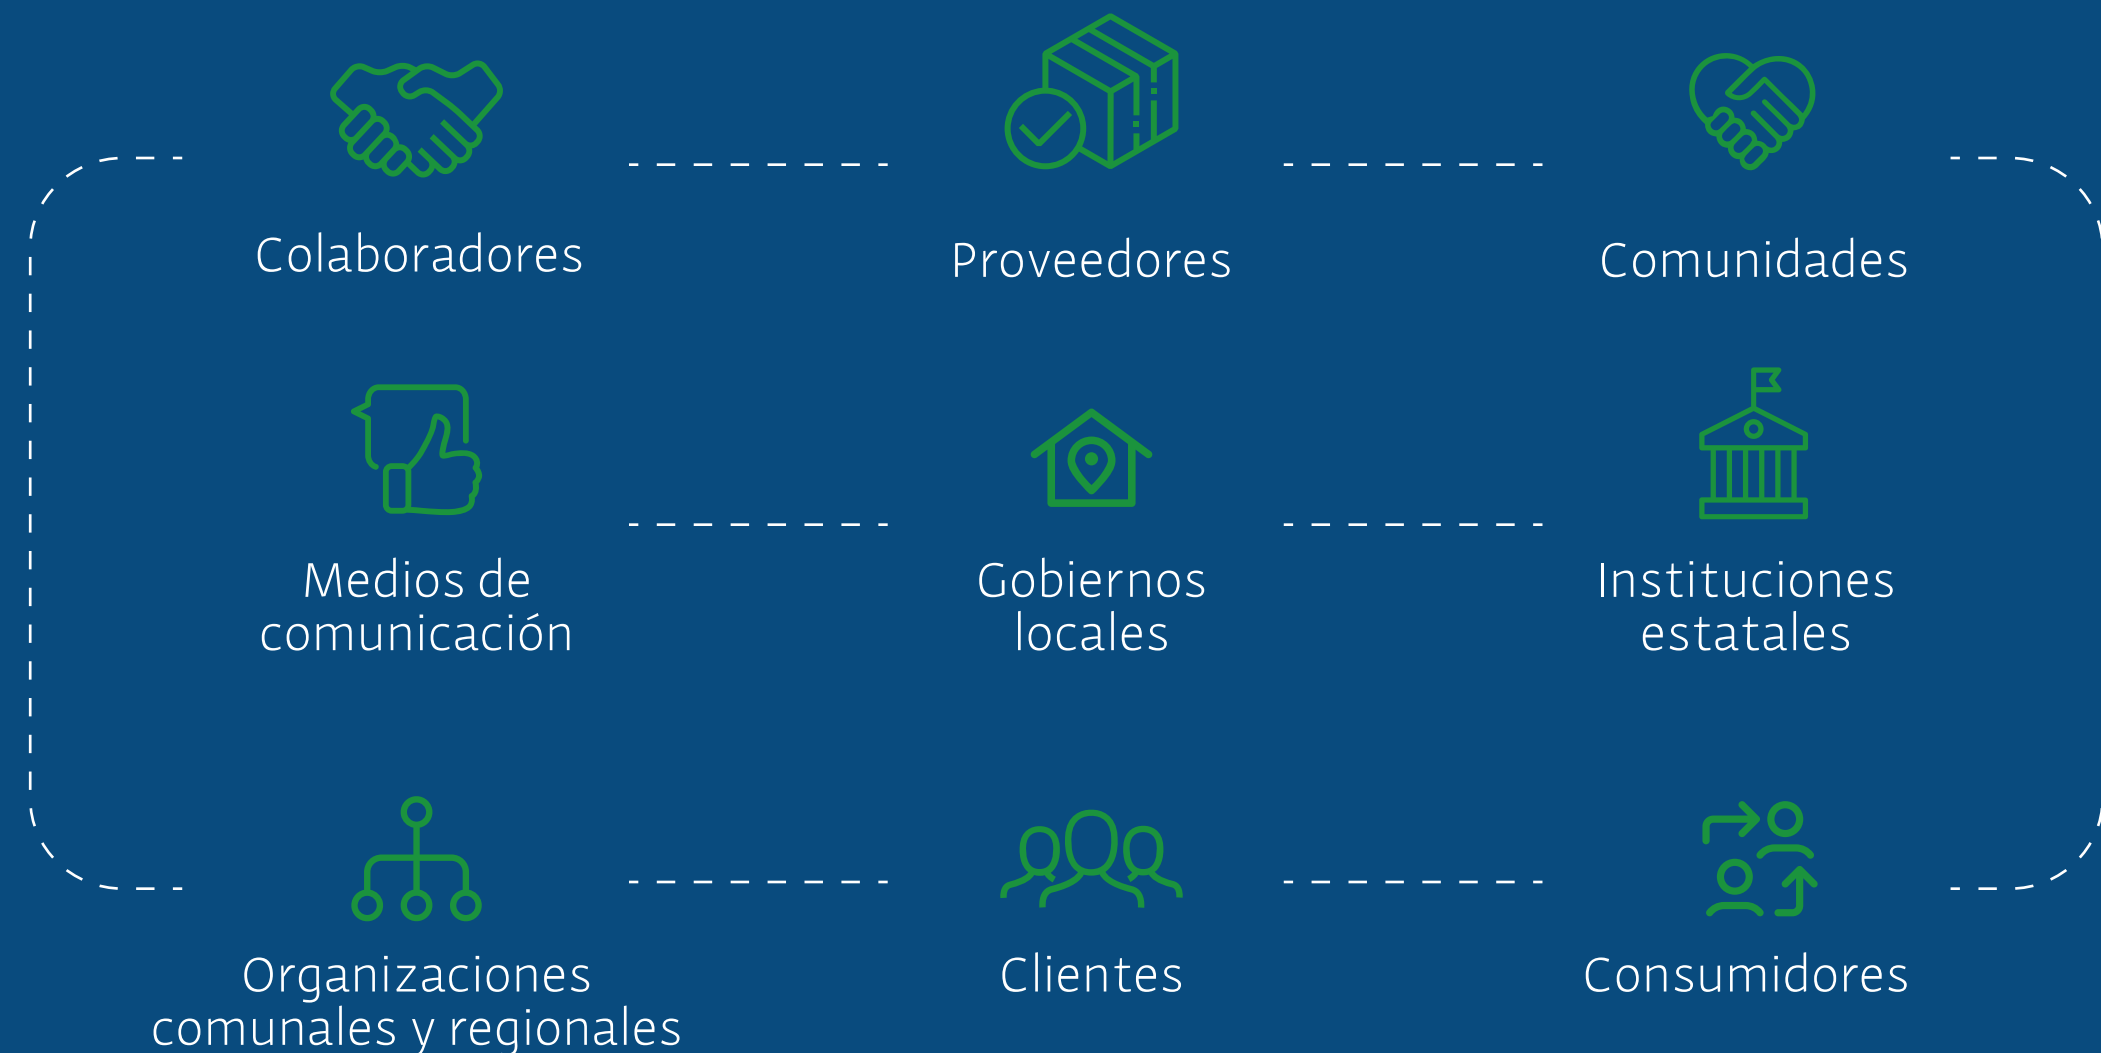 Colaboradores
Proveedores
Comunidades
Medios de
comunicación
Gobiernos
locales
Instituciones
estatales
Organizaciones
comunales y regionales
Clientes
Consumidores